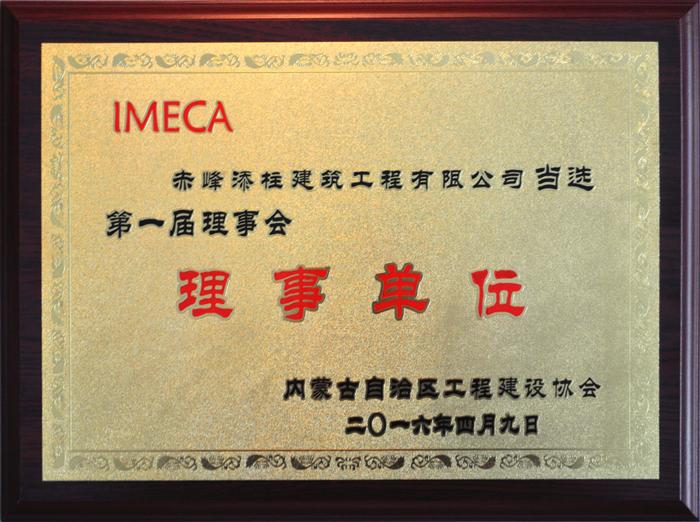 IMECA
赤峰添柱建筑工程有限公司当选
第一届理事会
理事单位
内蒙古自治区工程建设协会
二〇一六年四月九日